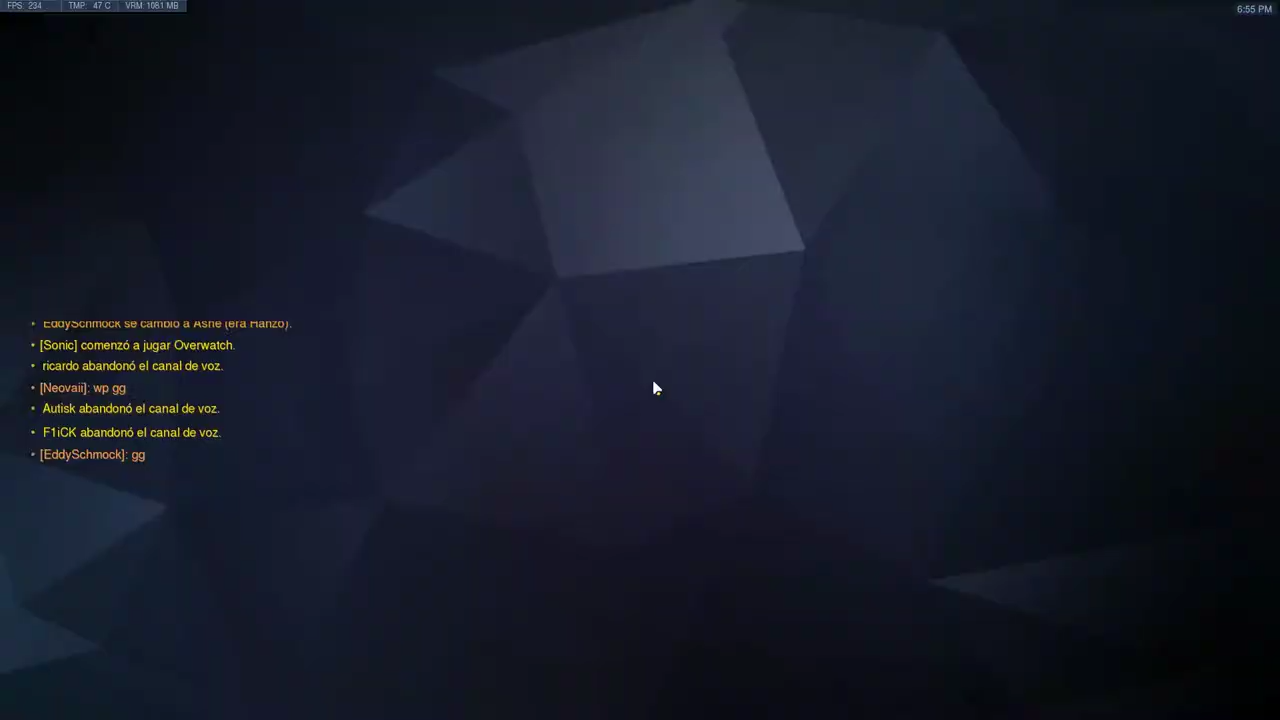 FPS: 234 TMP: 47 C VRM: 1081 MB
6:55 PM
• EddySchmock se cambió a Ashe (era Hanzo).
• [Sonic] comenzó a jugar Overwatch.
• ricardo abandonó el canal de voz.
• [Neovaii]: wp gg
• Autisk abandonó el canal de voz.
• F1iCK abandonó el canal de voz.
• [EddySchmock]: gg